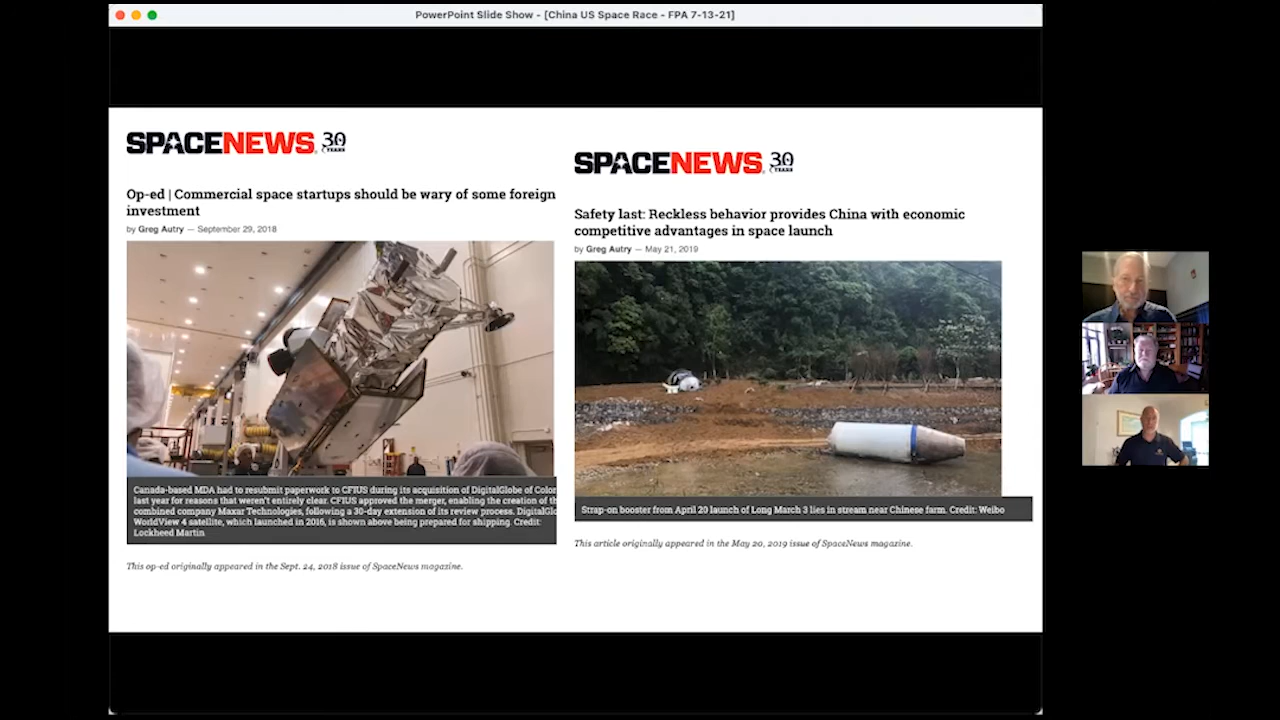 PowerPoint Slide Show - [China US Space Race - FPA 7-13-21]
SPACENEWS 30 YEARS
Op-ed | Commercial space startups should be wary of some foreign
investment
by Greg Autry — September 29, 2018
Canada-based MDA had to resubmit paperwork to CFIUS during its acquisition of DigitalGlobe of Color
last year for reasons that weren't entirely clear. CFIUS approved the merger, enabling the creation of th
combined company Maxar Technologies, following a 30-day extension of its review process. DigitalGlo
WorldView 4 satellite, which launched in 2016, is shown above being prepared for shipping. Credit:
Lockheed Martin
This op-ed originally appeared in the Sept. 24, 2018 issue of SpaceNews magazine.
SPACENEWS 30 YEARS
Safety last: Reckless behavior provides China with economic
competitive advantages in space launch
by Greg Autry — May 21, 2019
Strap-on booster from April 20 launch of Long March 3 lies in stream near Chinese farm. Credit: Weibo
This article originally appeared in the May 20, 2019 issue of SpaceNews magazine.